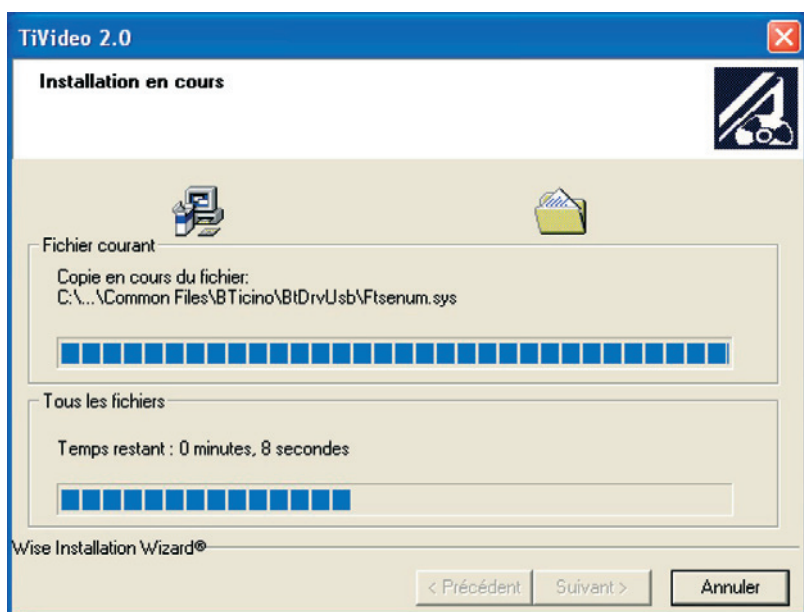 TiVideo 2.0
Installation en cours
Fichier courant
Copie en cours du fichier:
C:\...\Common Files\BTicino\BtDrvUsb\Ftsenum.sys
Tous les fichiers
Temps restant : 0 minutes, 8 secondes
Wise Installation Wizard®
< Précédent
Suivant >
Annuler